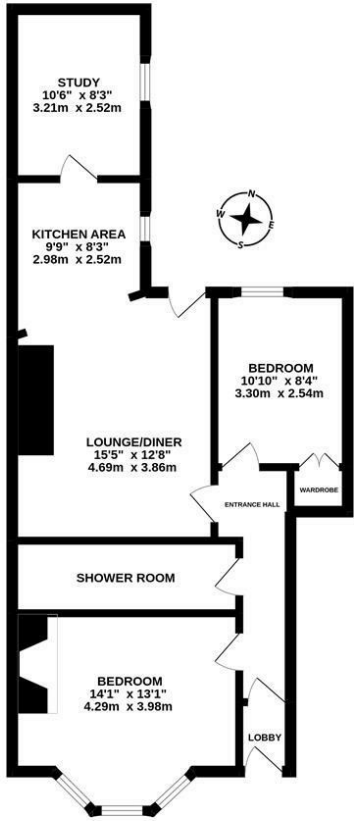 STUDY
10'6" x 8'3"
3.21m x 2.52m
KITCHEN AREA
9'9" x 8'3"
2.98m x 2.52m
N
W
E
S
BEDROOM
10'10" x 8'4"
3.30m x 2.54m
LOUNGE/DINER
15'5" x 12'8"
4.69m x 3.86m
WARDROBE
ENTRANCE HALL
SHOWER ROOM
BEDROOM
14'1" x 13'1"
4.29m x 3.98m
LOBBY